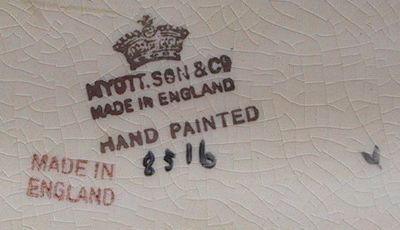 MYOTT.SON & Co
MADE IN ENGLAND
HAND PAINTED
8516
MADE IN
ENGLAND